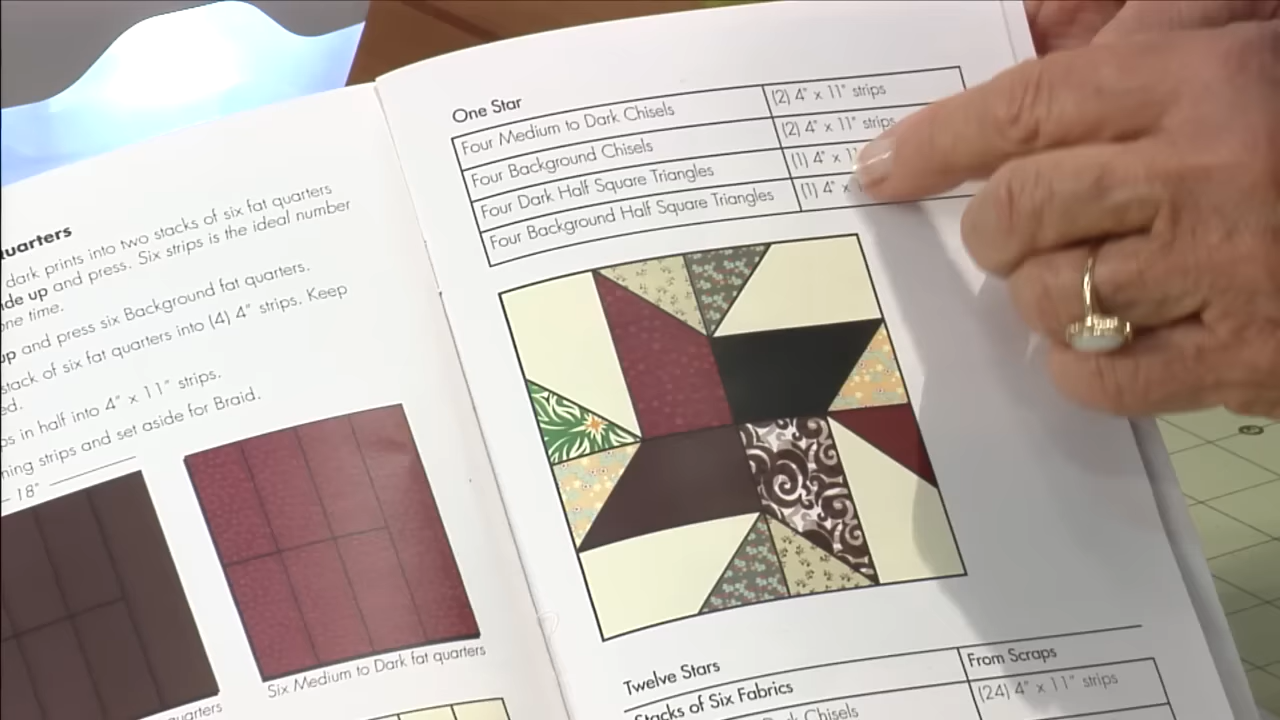 uarters
dark prints into two stacks of six fat quarters
ide up and press. Six strips is the ideal number
one time.
up and press six Background fat quarters.
stack of six fat quarters into (4) 4" strips. Keep
ed.
ps in half into 4" x 11" strips.
ning strips and set aside for Braid.
18"
quarters
Six Medium to Dark fat quarters
One Star
Four Medium to Dark Chisels (2) 4" x 11" strips
Four Background Chisels (2) 4" x 11" strips
Four Dark Half Square Triangles (1) 4" x 1
Four Background Half Square Triangles (1) 4" x 1
Twelve Stars
Stacks of Six Fabrics From Scraps
Dark Chisels (24) 4" x 11" strips